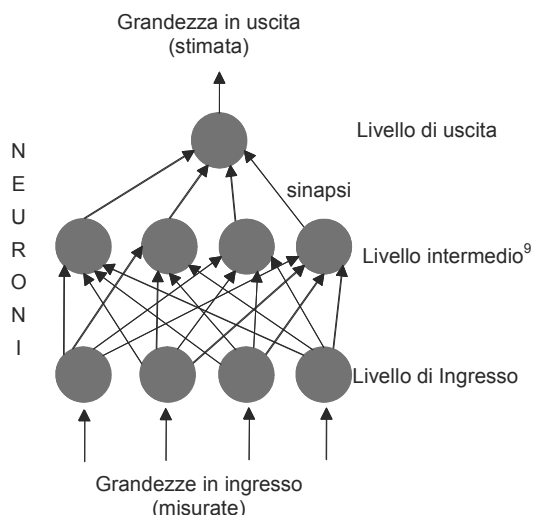 Grandezza in uscita
(stimata)
Livello di uscita
N
E
U
R
O
N
I
sinapsi
Livello intermedio⁹
Livello di Ingresso
Grandezze in ingresso
(misurate)